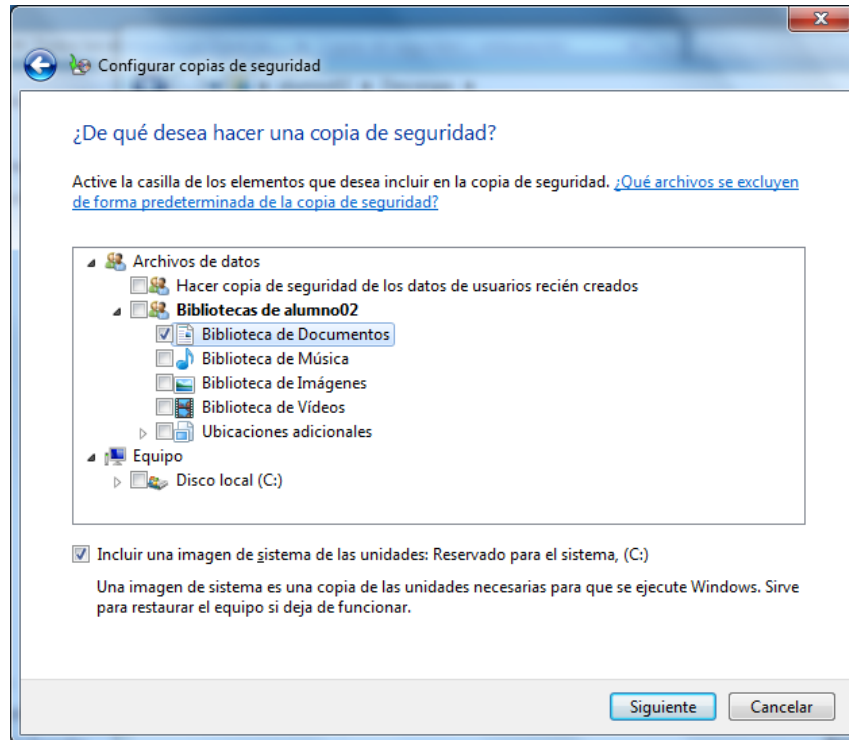 Configurar copias de seguridad
¿De qué desea hacer una copia de seguridad?
Active la casilla de los elementos que desea incluir en la copia de seguridad. ¿Qué archivos se excluyen
de forma predeterminada de la copia de seguridad?
Archivos de datos
Hacer copia de seguridad de los datos de usuarios recién creados
Bibliotecas de alumno02
Biblioteca de Documentos
Biblioteca de Música
Biblioteca de Imágenes
Biblioteca de Vídeos
Ubicaciones adicionales
Equipo
Disco local (C:)
Incluir una imagen de sistema de las unidades: Reservado para el sistema, (C:)
Una imagen de sistema es una copia de las unidades necesarias para que se ejecute Windows. Sirve
para restaurar el equipo si deja de funcionar.
Siguiente Cancelar